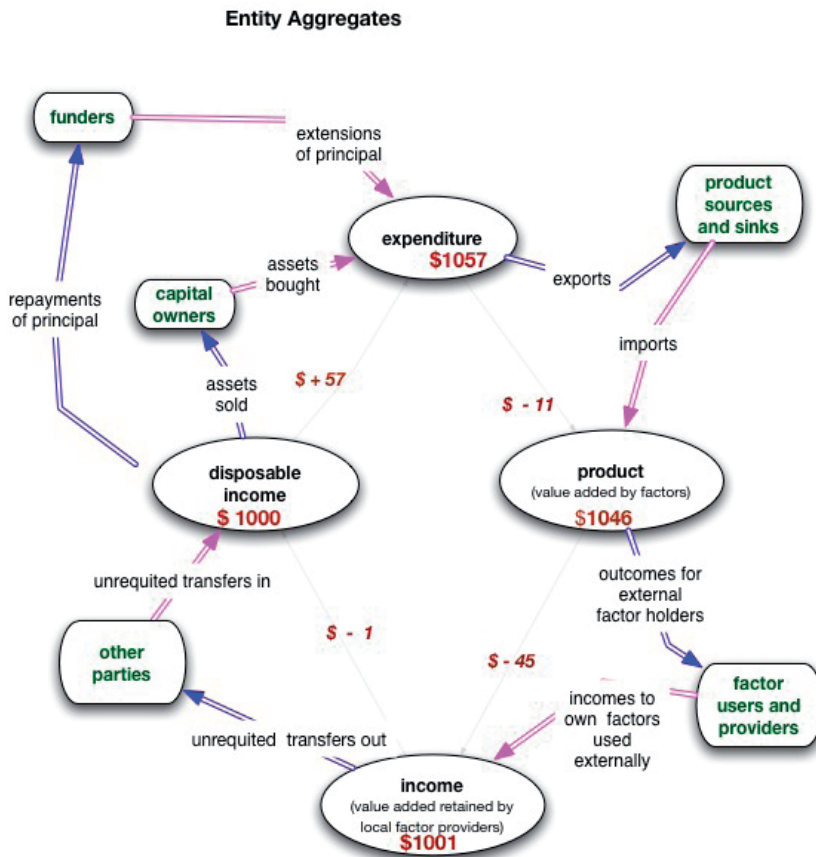 Entity Aggregates
funders
extensions
of principal
product
sources
and sinks
expenditure
$1057
assets
bought
exports
capital
owners
repayments
of principal
imports
assets
sold
$ + 57
$ - 11
disposable
income
$ 1000
product
(value added by factors)
$1046
unrequited transfers in
outcomes for
external
factor holders
$ - 1
$ - 45
other
parties
factor
users and
providers
incomes to
own factors
used
externally
unrequited transfers out
income
(value added retained by
local factor providers)
$1001